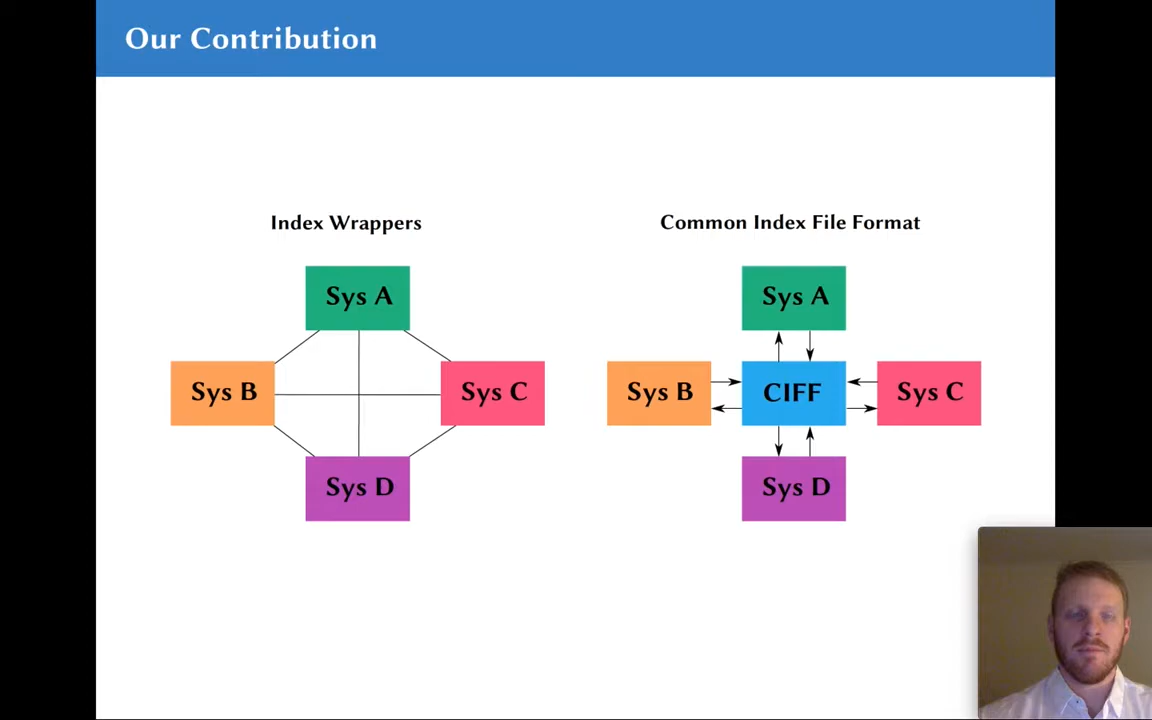 Our Contribution
Index Wrappers
Sys A
Sys B
Sys C
Sys D
Common Index File Format
Sys A
Sys B
CIFF
Sys C
Sys D